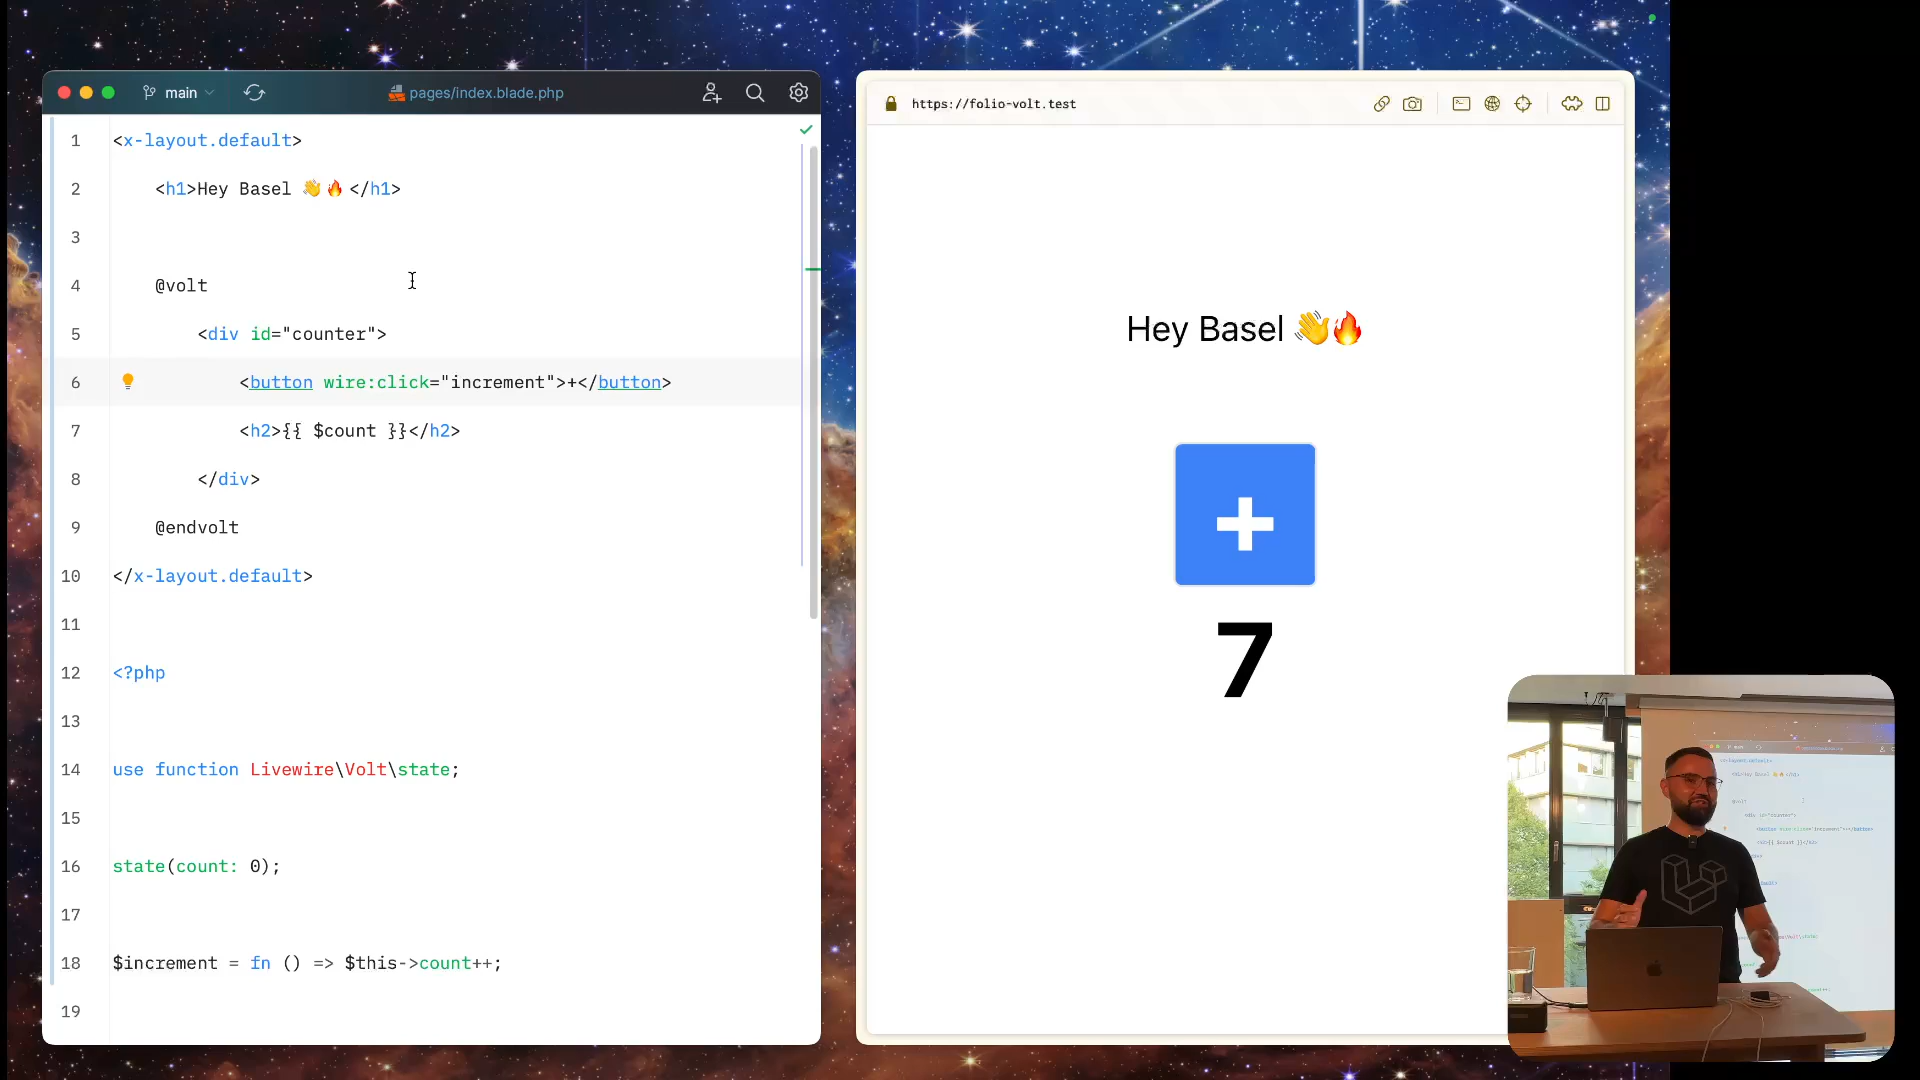 main
pages/index.blade.php
1 <x-layout.default>
2 <h1>Hey Basel 👋🔥 </h1>
3
4 @volt
5 <div id="counter">
6 <button wire:click="increment">+</button>
7 <h2>{{ $count }}</h2>
8 </div>
9 @endvolt
10 </x-layout.default>
11
12 <?php
13
14 use function Livewire\Volt\state;
15
16 state(count: 0);
17
18 $increment = fn () => $this->count++;
19
https://folio-volt.test
Hey Basel 👋🔥
+
7